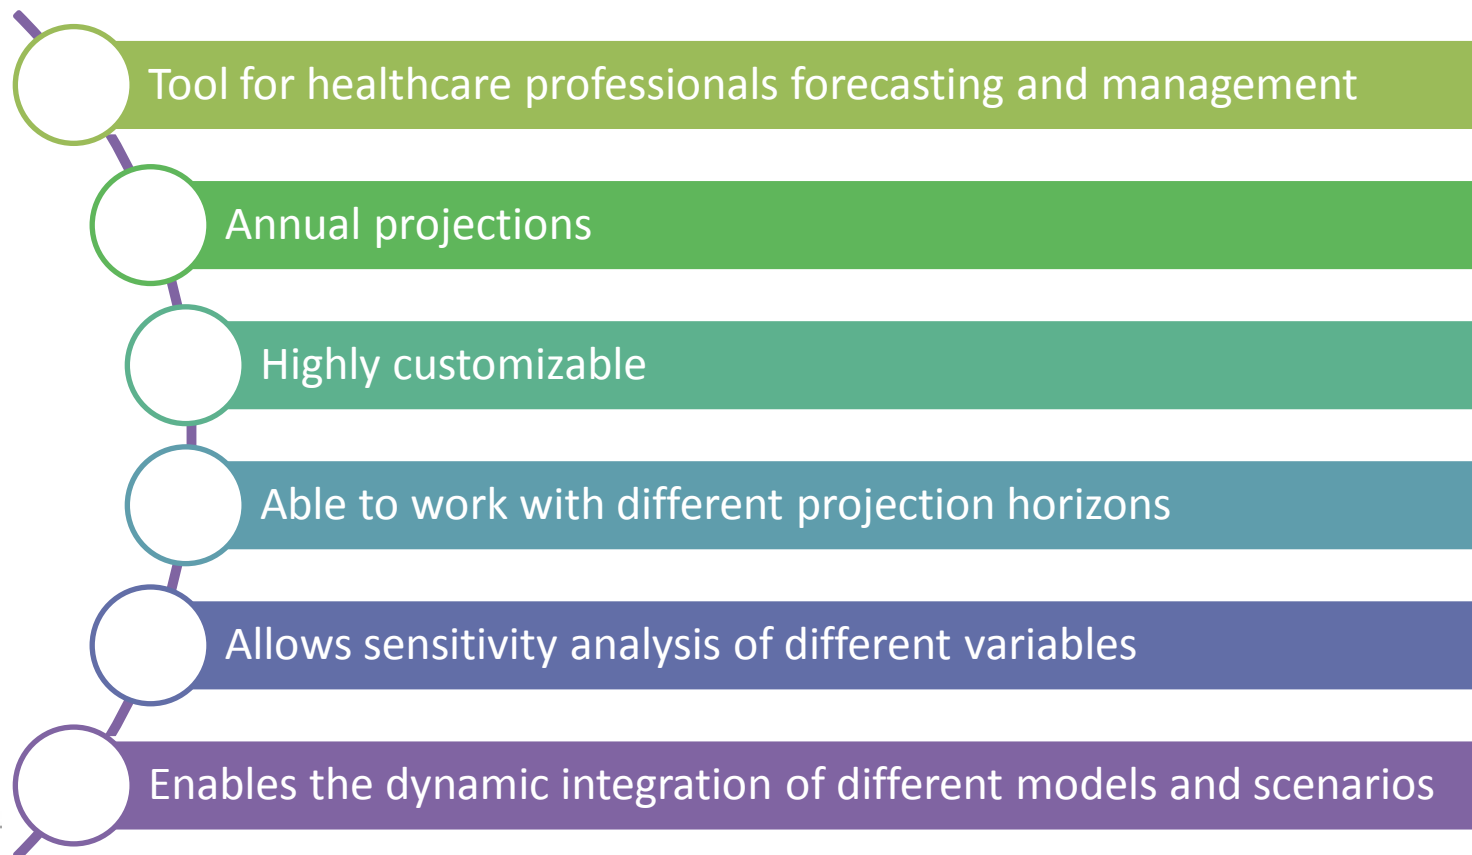 Tool for healthcare professionals forecasting and management
Annual projections
Highly customizable
Able to work with different projection horizons
Allows sensitivity analysis of different variables
Enables the dynamic integration of different models and scenarios